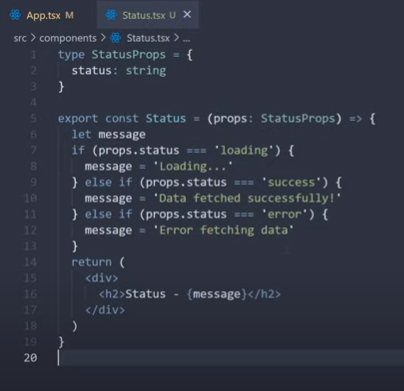 App.tsx M Status.tsx U ×
src > components > Status.tsx > ...
1 type StatusProps = {
2 status: string
3 }
4
5 export const Status = (props: StatusProps) => {
6 let message
7 if (props.status === 'loading') {
8 message = 'Loading...'
9 } else if (props.status === 'success') {
10 message = 'Data fetched successfully!'
11 } else if (props.status === 'error') {
12 message = 'Error fetching data'
13 }
14 return (
15 <div>
16 <h2>Status - {message}</h2>
17 </div>
18 )
19 }
20